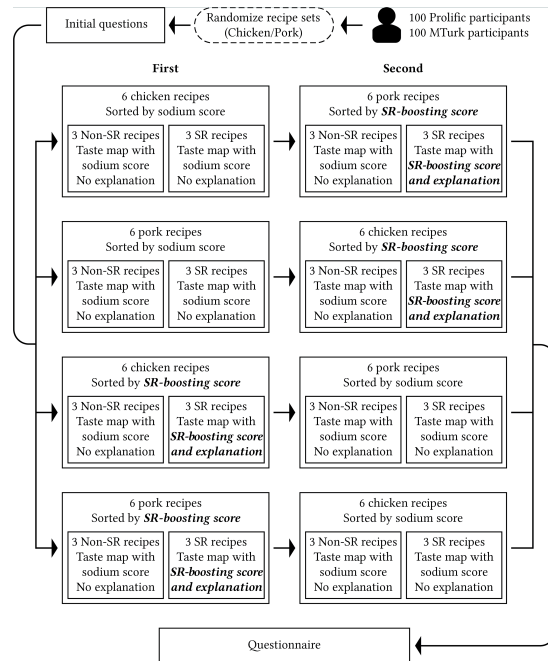 Initial questions
Randomize recipe sets
(Chicken/Pork)
100 Prolific participants
100 MTurk participants
First
Second
6 chicken recipes
Sorted by sodium score
3 Non-SR recipes
Taste map with
sodium score
No explanation
3 SR recipes
Taste map with
sodium score
No explanation
6 pork recipes
Sorted by SR-boosting score
3 Non-SR recipes
Taste map with
sodium score
No explanation
3 SR recipes
Taste map with
SR-boosting score
and explanation
6 pork recipes
Sorted by sodium score
3 Non-SR recipes
Taste map with
sodium score
No explanation
3 SR recipes
Taste map with
sodium score
No explanation
6 chicken recipes
Sorted by SR-boosting score
3 Non-SR recipes
Taste map with
sodium score
No explanation
3 SR recipes
Taste map with
SR-boosting score
and explanation
6 chicken recipes
Sorted by SR-boosting score
3 Non-SR recipes
Taste map with
sodium score
No explanation
3 SR recipes
Taste map with
SR-boosting score
and explanation
6 pork recipes
Sorted by sodium score
3 Non-SR recipes
Taste map with
sodium score
No explanation
3 SR recipes
Taste map with
sodium score
No explanation
6 pork recipes
Sorted by SR-boosting score
3 Non-SR recipes
Taste map with
sodium score
No explanation
3 SR recipes
Taste map with
SR-boosting score
and explanation
6 chicken recipes
Sorted by sodium score
3 Non-SR recipes
Taste map with
sodium score
No explanation
3 SR recipes
Taste map with
sodium score
No explanation
Questionnaire